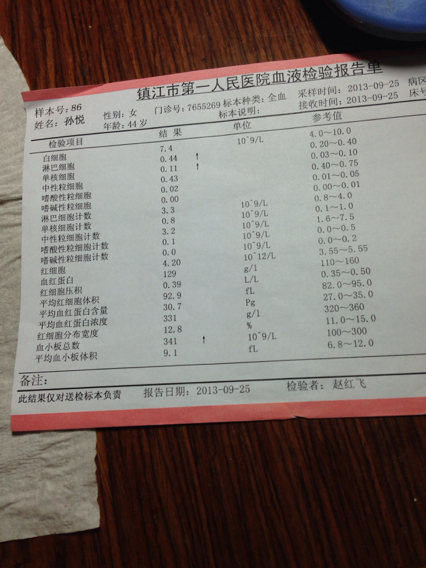 镇江市第一人民医院血液检验报告单
样本号：86 性别：女 门诊号：7655269 标本种类：全血 采样时间： 2013-09-25 病区
姓名： 孙悦 年龄：44 岁 标本说明： 接收时间： 2013-09-25 床号
检验项目 结 果 单位 参考值
白细胞 7.4 10^9/L 4.0～10.0
淋巴细胞 0.44 ↑ 0.20～0.40
单核细胞 0.11 ↑ 0.03～0.10
中性粒细胞 0.43 0.40～0.75
嗜酸性粒细胞 0.02 0.01～0.05
嗜碱性粒细胞 0.00 0.00～0.01
淋巴细胞计数 3.3 10^9/L 0.8～4.0
单核细胞计数 0.8 10^9/L 0.1～1.0
中性粒细胞计数 3.2 10^9/L 1.6～7.5
嗜酸性粒细胞计数 0.1 10^9/L 0.0～0.5
嗜碱性粒细胞计数 0.0 10^9/L 0.0～0.2
红细胞 4.20 10^12/L 3.55～5.55
血红蛋白 129 g/l 110～160
红细胞压积 0.39 L/L 0.35～0.50
平均红细胞体积 92.9 fL 82.0～95.0
平均血红蛋白含量 30.7 Pg 27.0～35.0
平均血红蛋白浓度 331 g/l 320～360
红细胞分布宽度 12.8 % 11.0～15.0
血小板总数 341 ↑ 10^9/L 100～300
平均血小板体积 9.1 fL 6.8～12.0
备注：
此结果仅对送检标本负责 报告日期：2013-09-25 检验者： 赵红飞